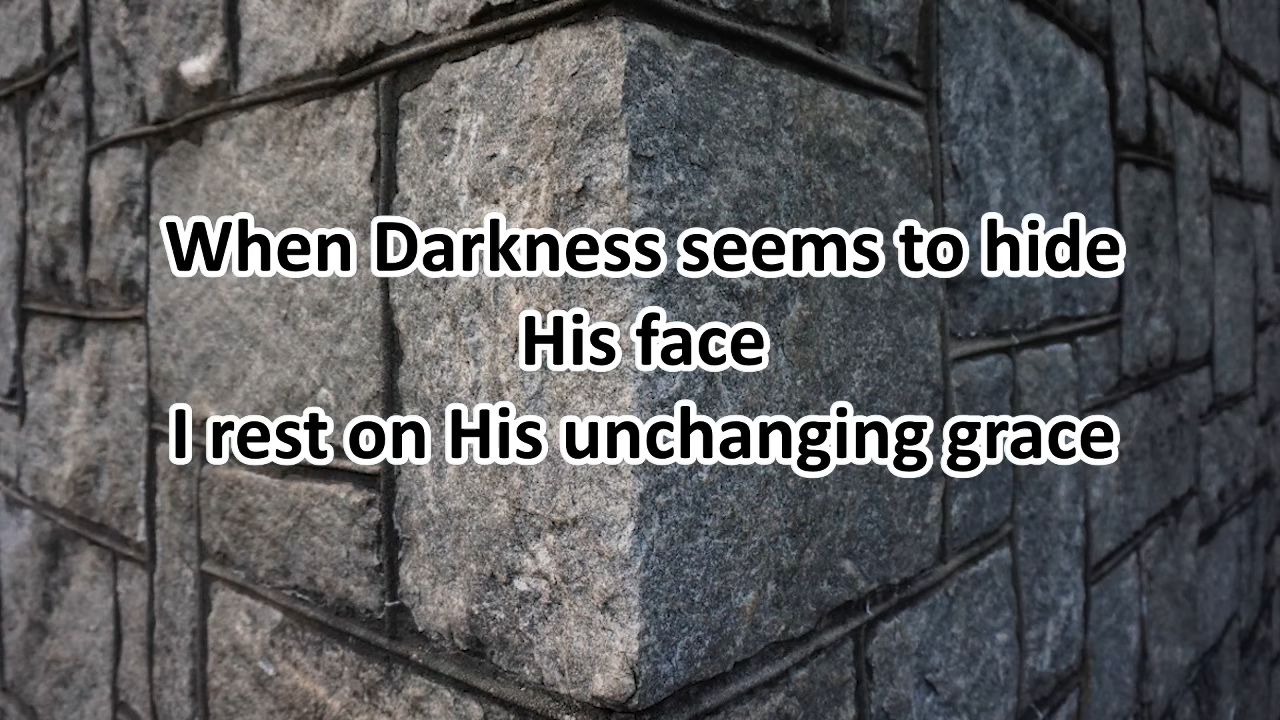 When Darkness seems to hide
His face
I rest on His unchanging grace